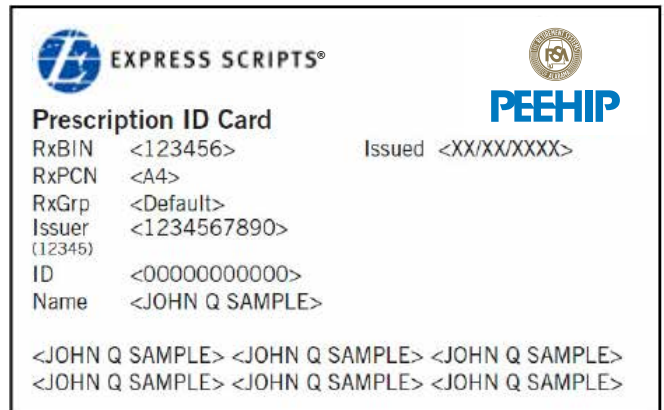 EXPRESS SCRIPTS®
RSA
PEEHIP
Prescription ID Card
RxBIN <123456> Issued <XX/XX/XXXX>
RxPCN <A4>
RxGrp <Default>
Issuer <1234567890>
(12345)
ID <00000000000>
Name <JOHN Q SAMPLE>
<JOHN Q SAMPLE> <JOHN Q SAMPLE> <JOHN Q SAMPLE>
<JOHN Q SAMPLE> <JOHN Q SAMPLE> <JOHN Q SAMPLE>